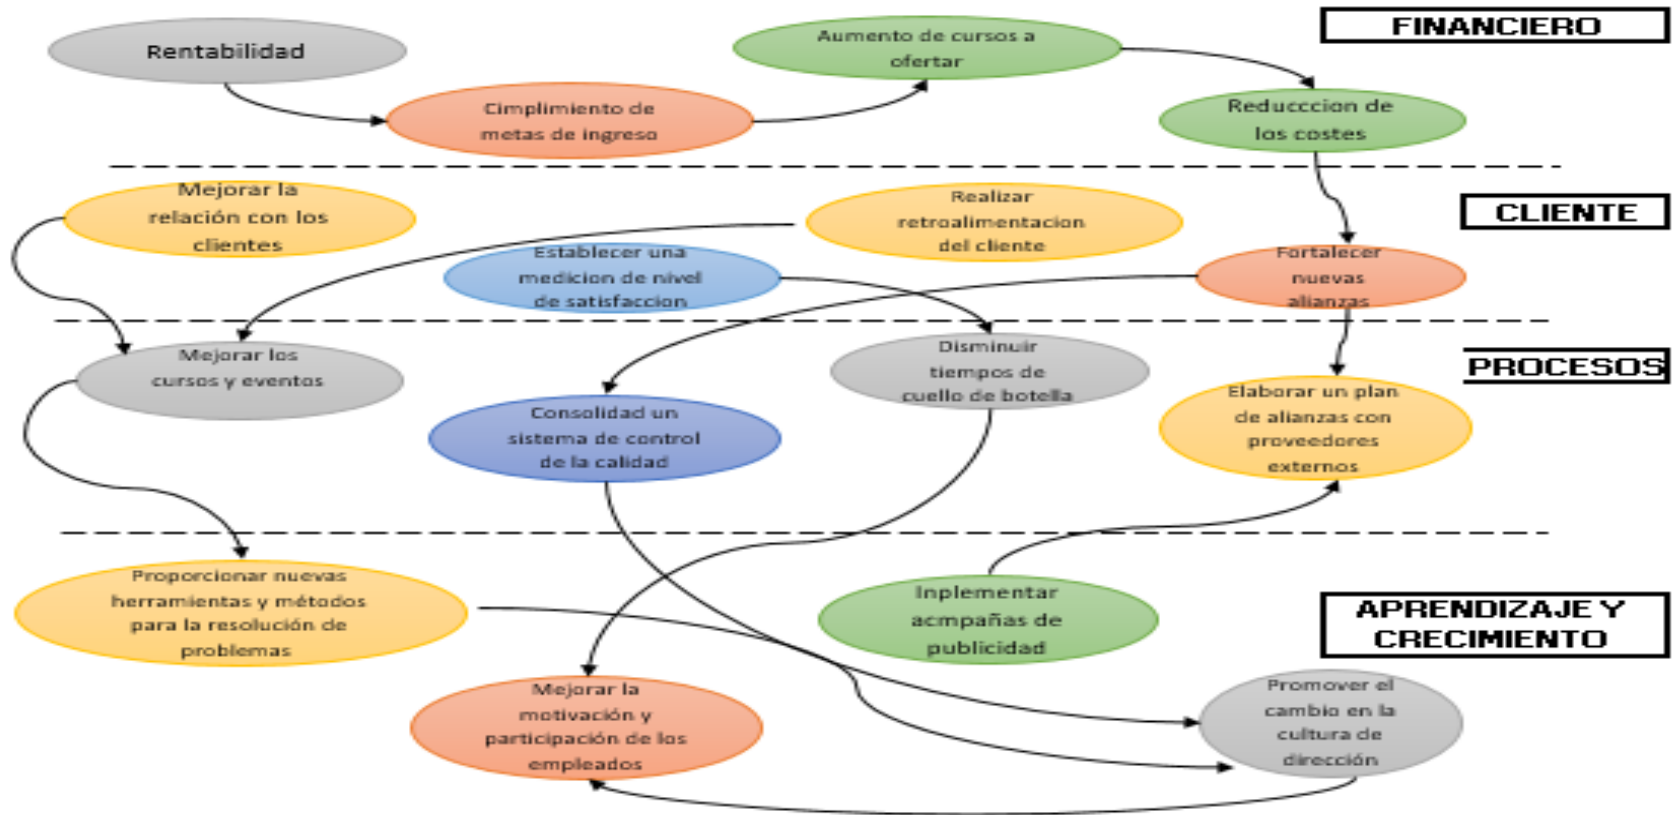 FINANCIERO
Rentabilidad
Cimplimiento de
metas de ingreso
Aumento de cursos a
ofertar
Reducccion de
los costes
CLIENTE
Mejorar la
relación con los
clientes
Realizar
retroalimentacion
del cliente
Establecer una
medicion de nivel
de satisfaccion
Fortalecer
nuevas
alianzas
PROCESOS
Mejorar los
cursos y eventos
Consolidad un
sistema de control
de la calidad
Disminuir
tiempos de
cuello de botella
Elaborar un plan
de alianzas con
proveedores
externos
APRENDIZAJE Y
CRECIMIENTO
Proporcionar nuevas
herramientas y métodos
para la resolución de
problemas
Inplementar
acmpañas de
publicidad
Mejorar la
motivación y
participación de los
empleados
Promover el
cambio en la
cultura de
dirección